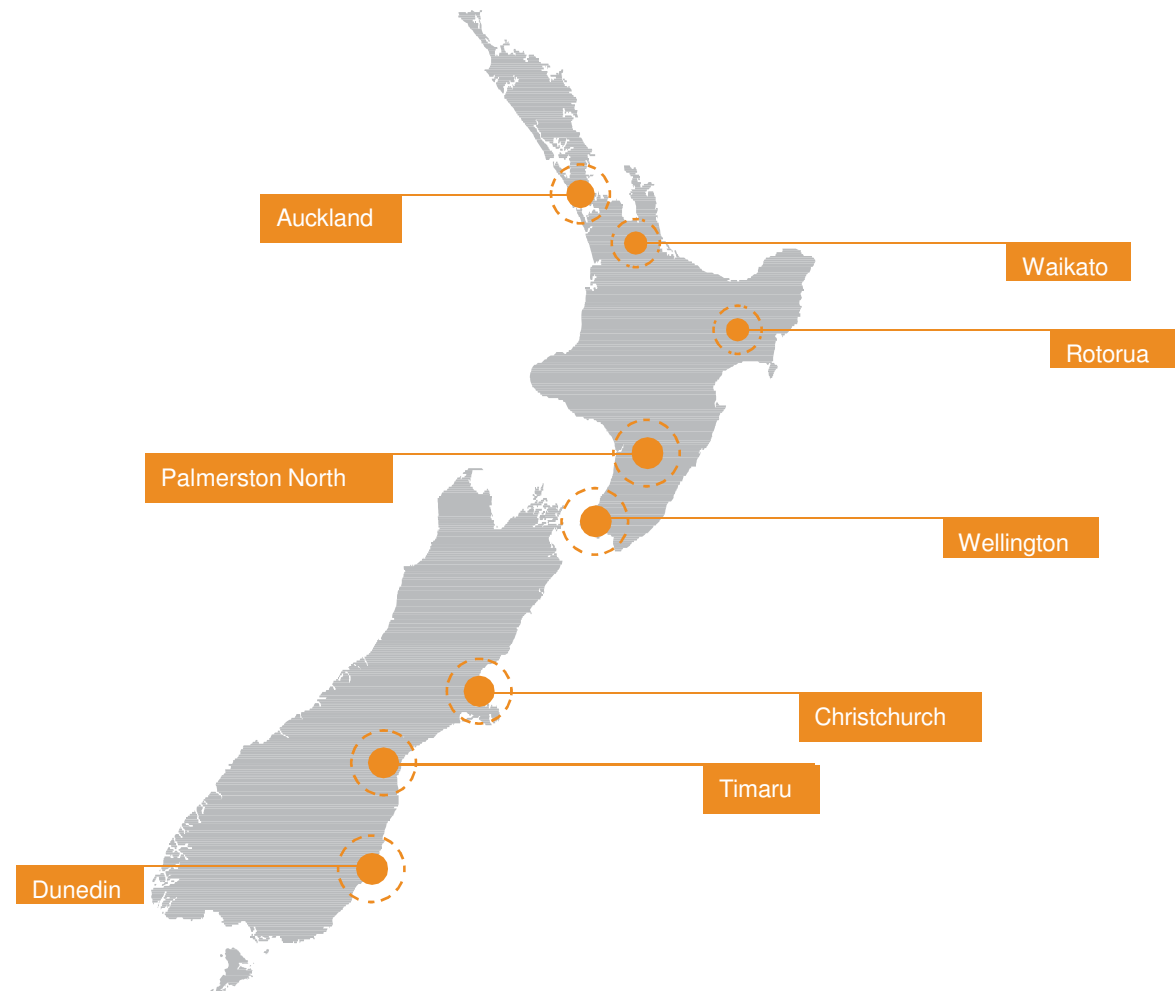 Auckland
Waikato
Rotorua
Palmerston North
Wellington
Christchurch
Timaru
Dunedin